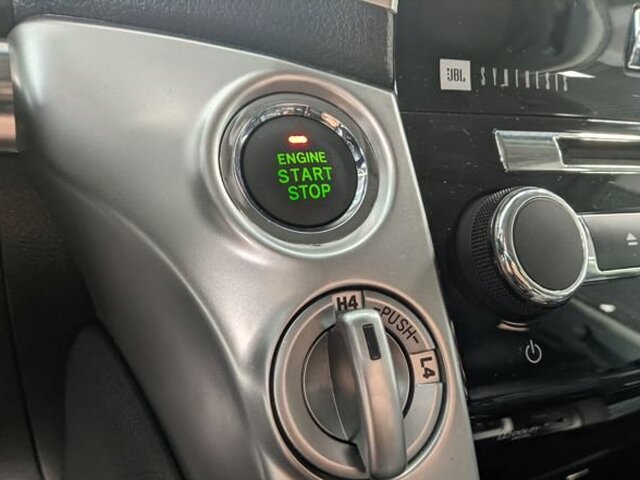 JBL SYNTHESIS
ENGINE
START
STOP
H4 -PUSH- L4